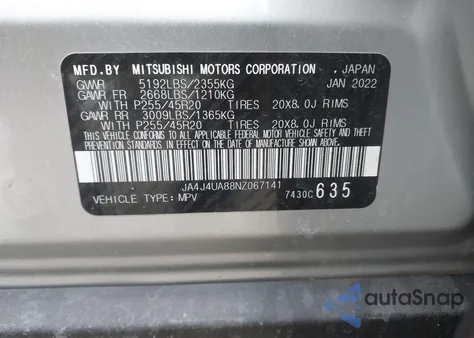 MFD.BY MITSUBISHI MOTORS CORPORATION , JAPAN
GVWR 5192LBS/2355KG JAN 2022
GAWR FR 2668LBS/1210KG
WITH P255/45R20 TIRES 20X8.0J RIMS
GAWR RR 3009LBS/1365KG
WITH P255/45R20 TIRES 20X8.0J RIMS
THIS VEHICLE CONFORMS TO ALL APPLICABLE
FEDERAL MOTOR VEHICLE SAFETY AND THEFT
PREVENTION STANDARDS IN EFFECT ON THE
DATE OF MANUFACTURE SHOWN ABOVE.
JA4J4UA88NZ067141
VEHICLE TYPE: MPV 7430C 635
autoSnap